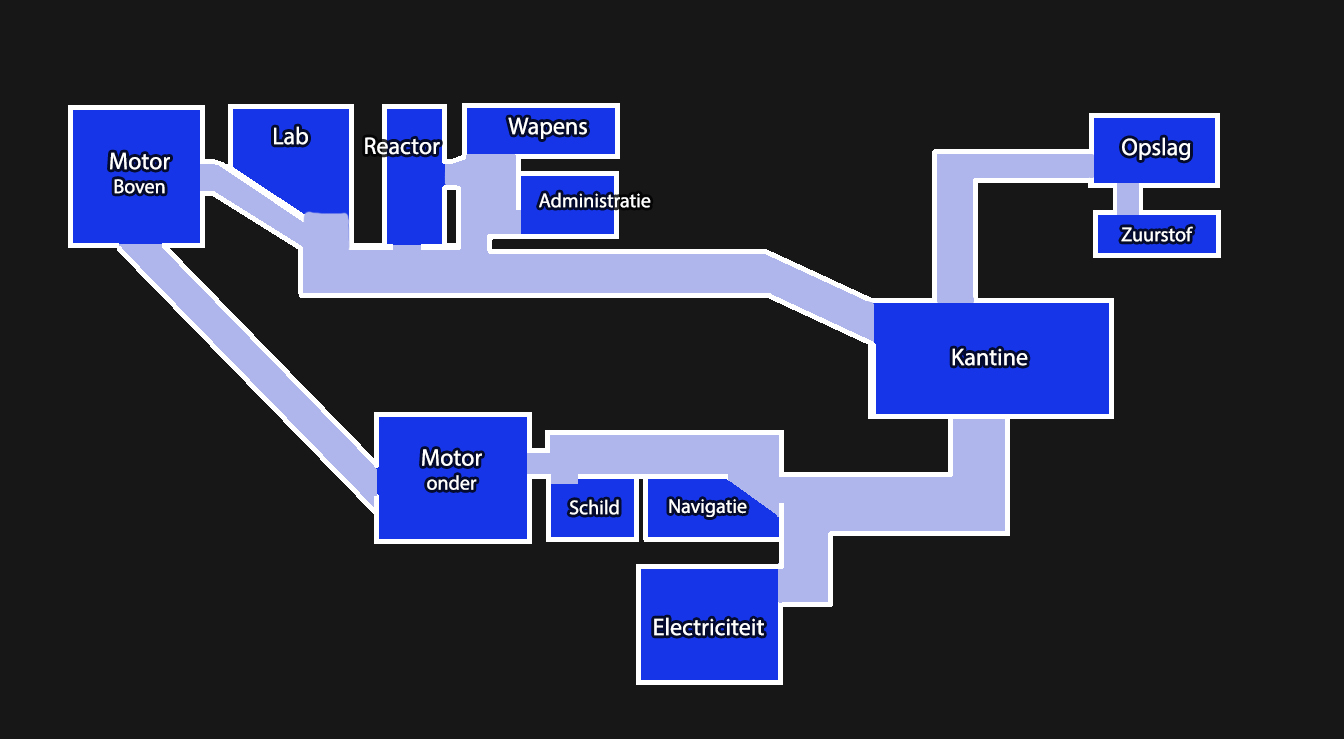 Motor
Boven
Lab
Reactor
Wapens
Administratie
Opslag
Zuurstof
Kantine
Motor
onder
Schild
Navigatie
Electriciteit